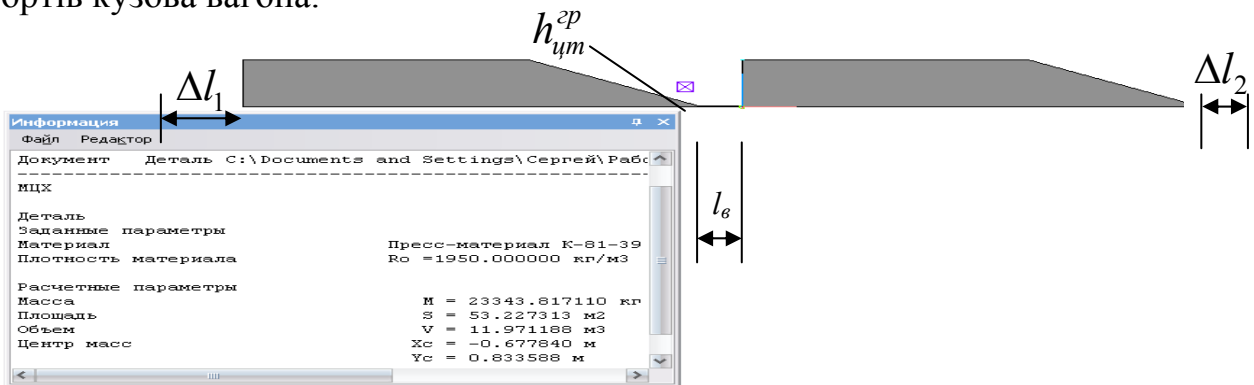 ортів кузова вагона.
h_{цт}^{гр}
Δl₁
Δl₂
l_в
Информация
Файл Редактор
Документ Деталь C:\Documents and Settings\Сергей\Рабо
МЦХ
Деталь
Заданные параметры
Материал Пресс-материал К-81-39
Плотность материала Ro =1950.000000 кг/м3
Расчетные параметры
Масса M = 23343.817110 кг
Площадь S = 53.227313 м2
Объем V = 11.971188 м3
Центр масс Xc = -0.677840 м
Yc = 0.833588 м